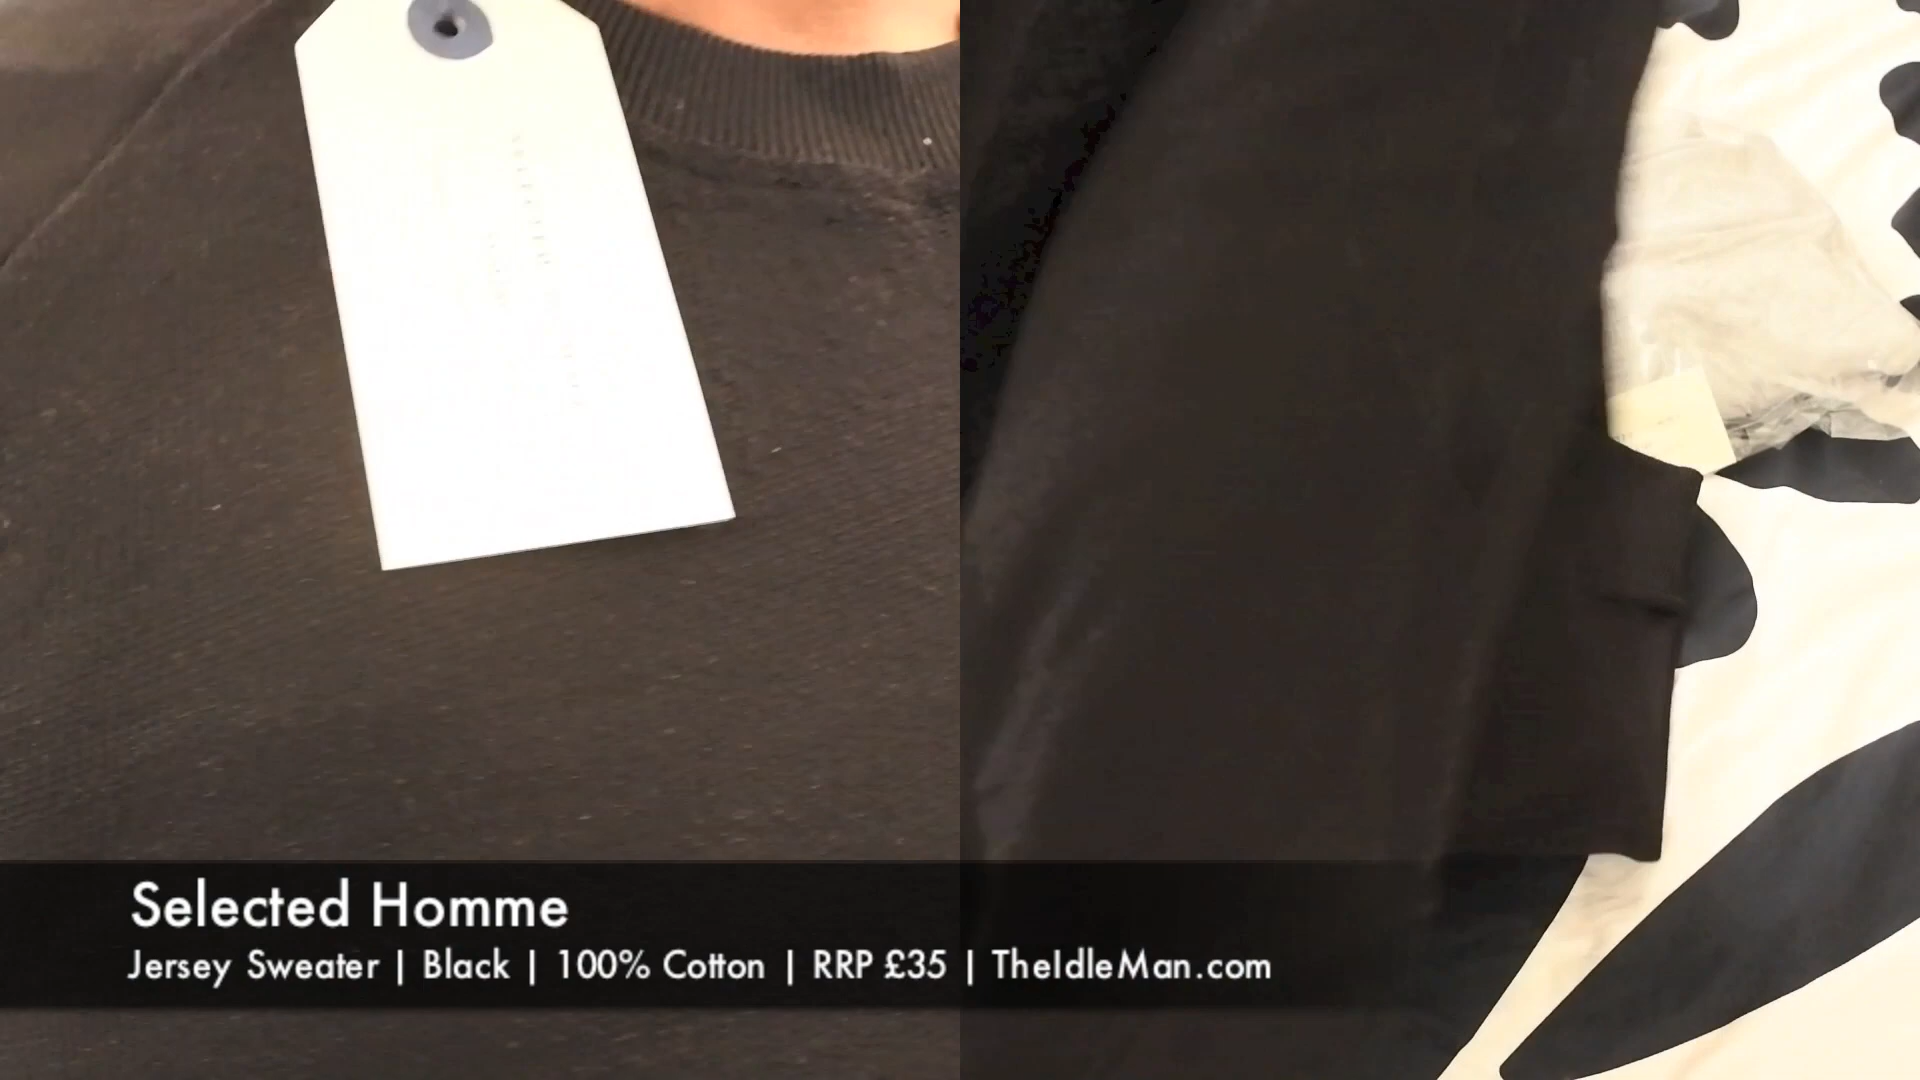 Selected Homme
Jersey Sweater | Black | 100% Cotton | RRP £35 | TheIdleMan.com